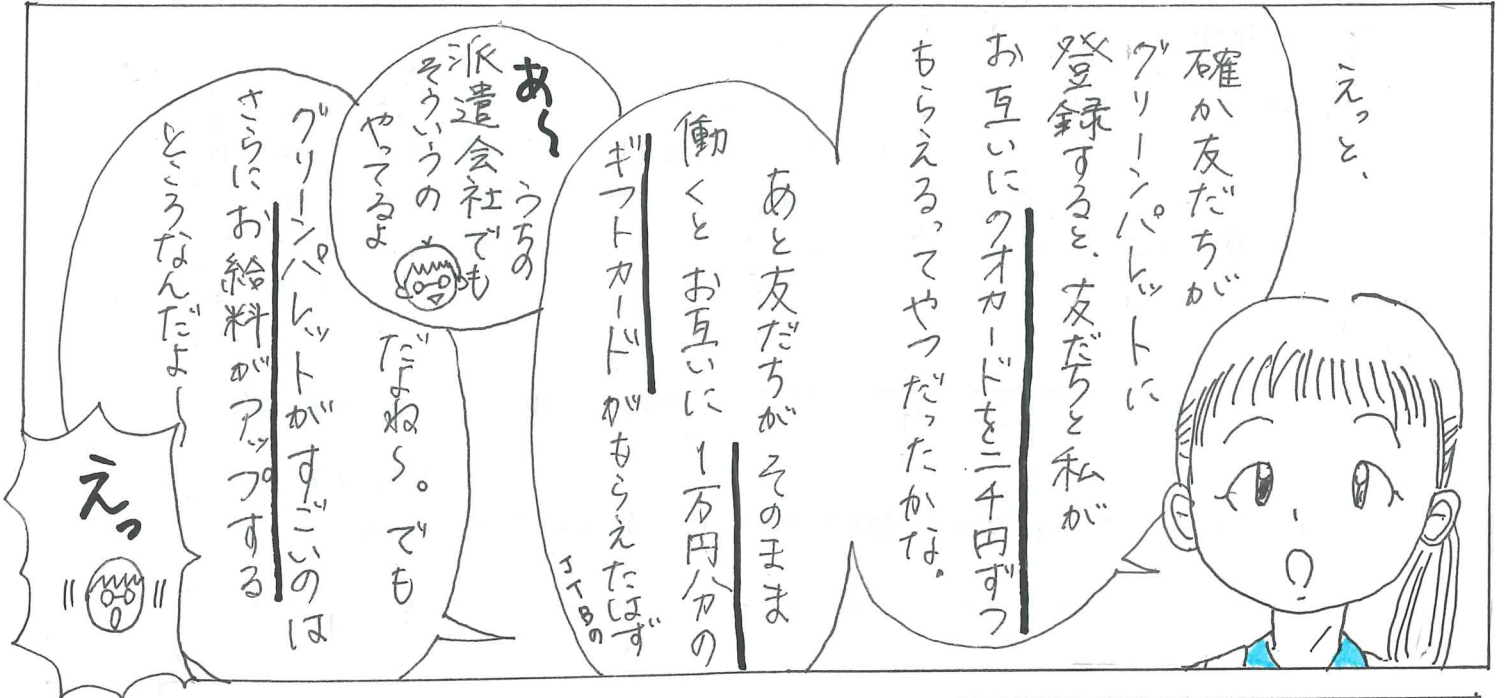 えっと、
確か友だちが
グリーンパレットに
登録すると、友だちと私が
お互いにクオカードを二千円ずつ
もらえるってやつだったかな。
あと友だちがそのまま
働くとお互いに1万円分の
JTBの
ギフトカードがもらえたはず
あ〜
うちの
派遣会社でも
そういうの
やってるよ
だよね〜。でも
グリーンパレットがすごいのは
さらにお給料がアップする
ところなんだよ〜
えっ